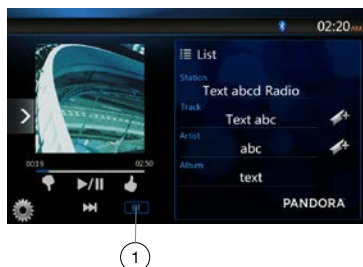 02:20
List
Station
Text abcd Radio
Track
Text abc
Artist
abc
Album
text
00:19
02:50
PANDORA
1